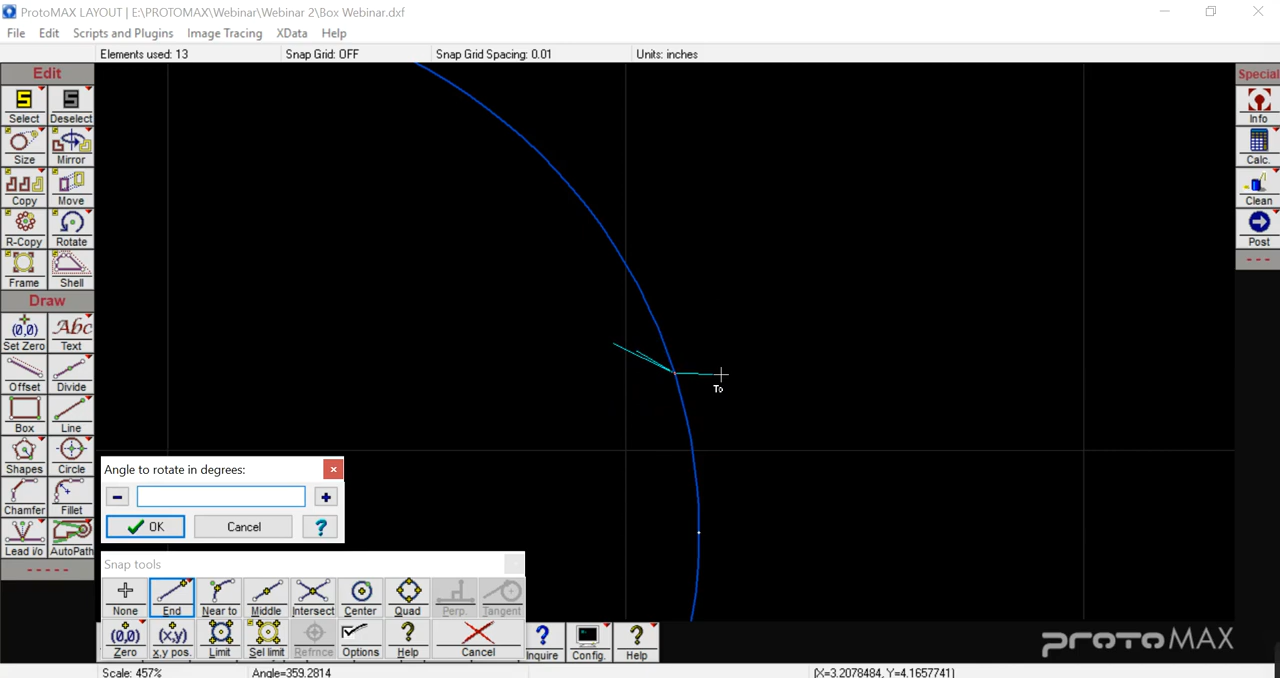 ProtoMAX LAYOUT | E:\PROTOMAX\Webinar\Webinar 2\Box Webinar.dxf
File Edit Scripts and Plugins Image Tracing XData Help
Elements used: 13 Snap Grid: OFF Snap Grid Spacing: 0.01 Units: inches
Edit
Select Deselect
Size Mirror
Copy Move
R-Copy Rotate
Frame Shell
Draw
(0,0) Abc
Set Zero Text
Offset Divide
Box Line
Shapes Circle
Chamfer Fillet
Lead i/o AutoPath
Special
Info
Calc.
Clean
Post
To
Angle to rotate in degrees:
OK Cancel ?
Snap tools
None End Near to Middle Intersect Center Quad Perp. Tangent
(0,0) (x,y) ?
Zero x,y pos. Limit Sel limit Refrnce Options Help Cancel
? ?
Inquire Config. Help
PROTOMAX
Scale: 457% Angle=359.2814 (X=3.2078484, Y=4.1657741)